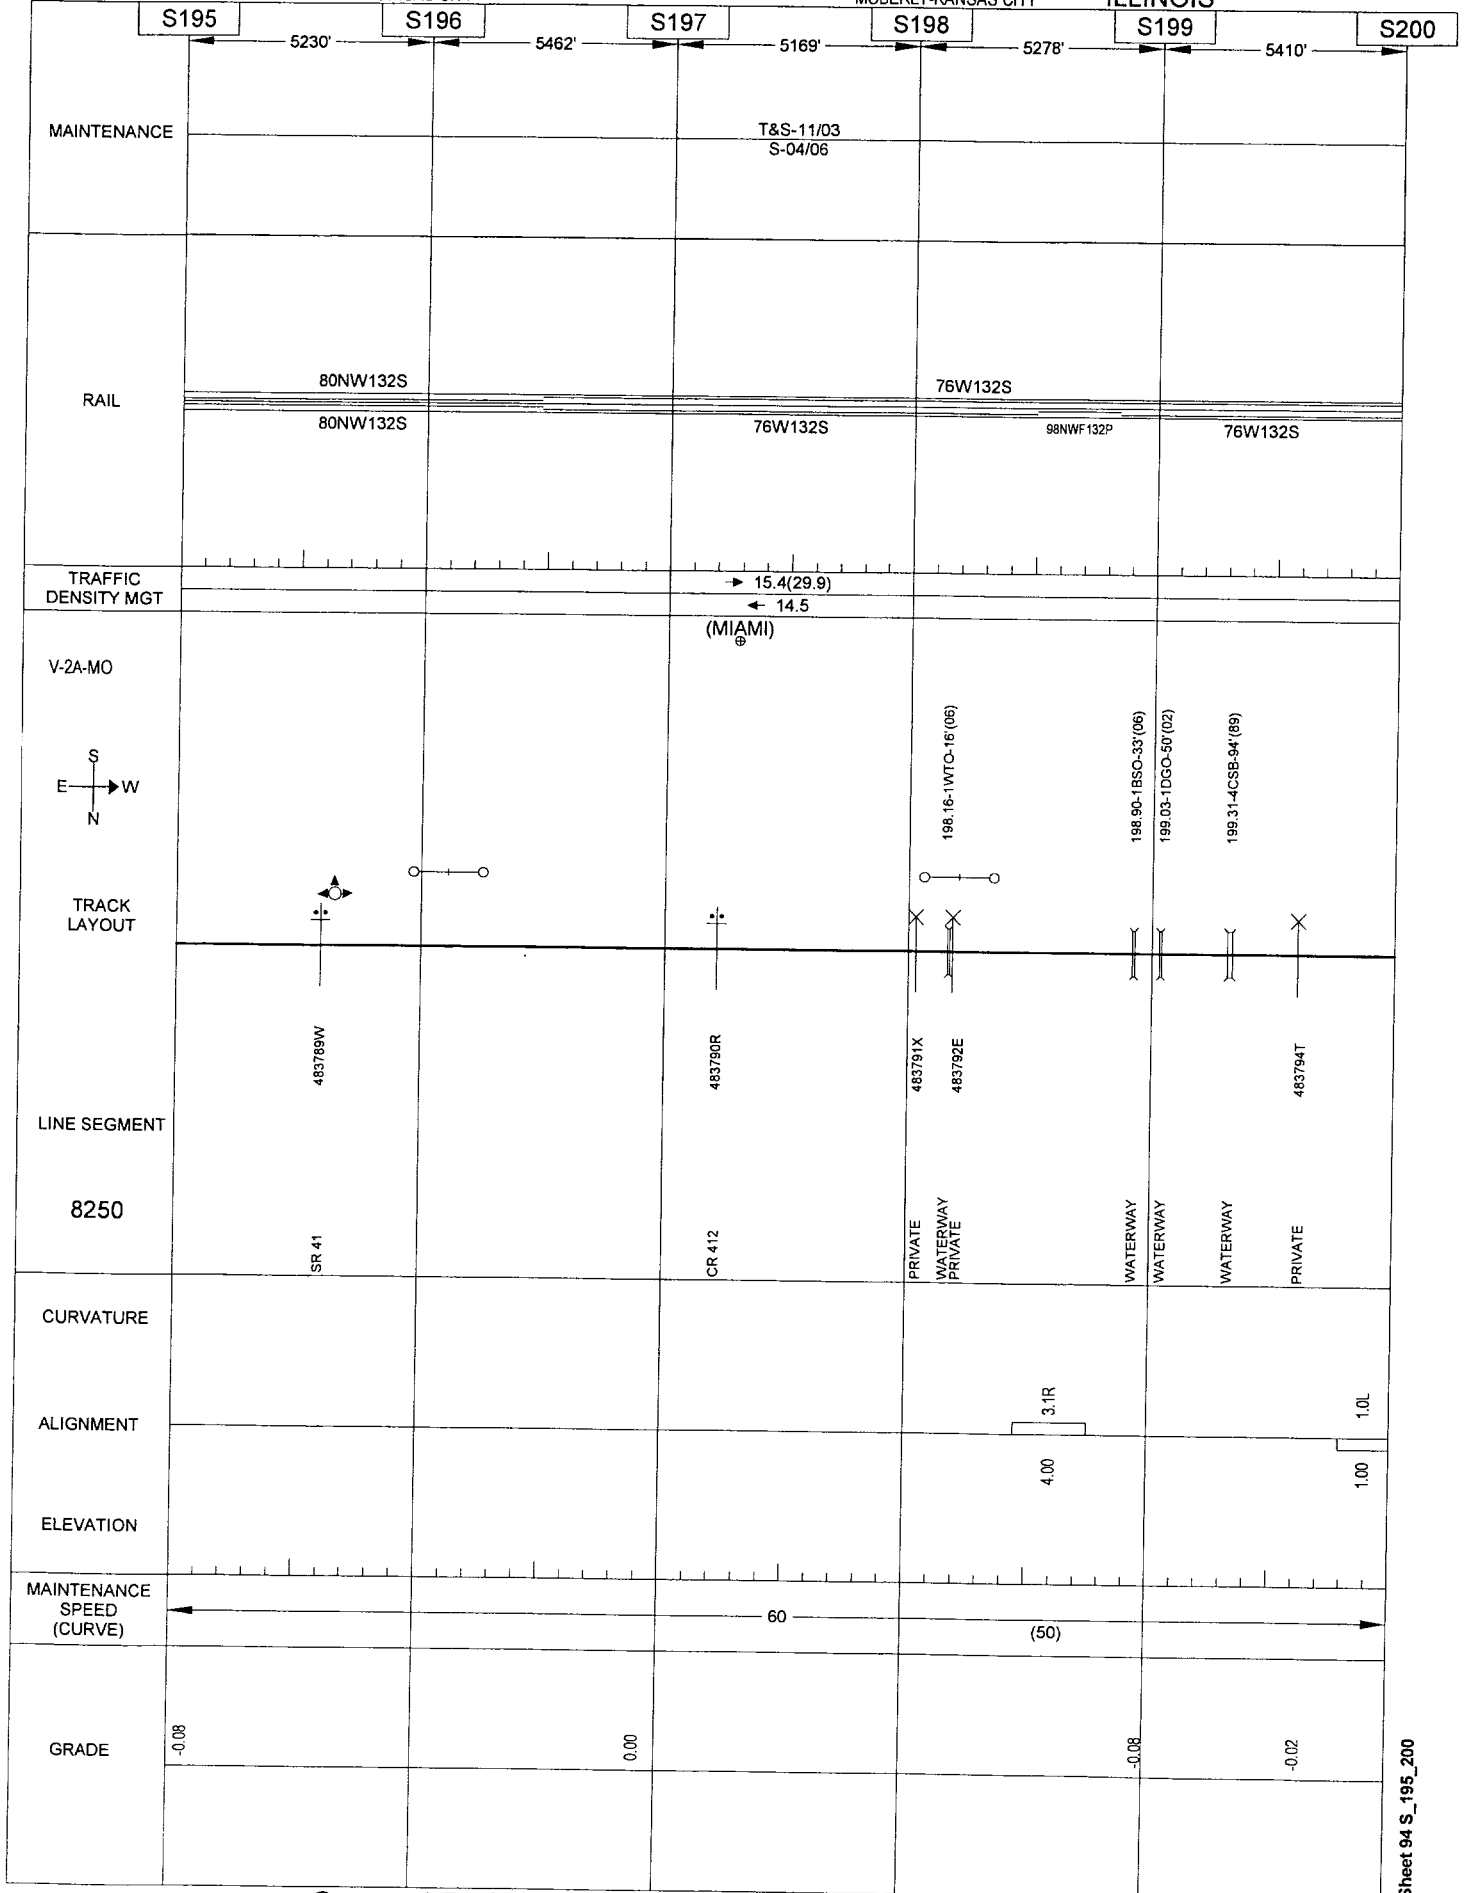 MOBERLY-KANSAS CITY
ILLINOIS
S195
S196
S197
S198
S199
S200
5230'
5462'
5169'
5278'
5410'
MAINTENANCE
T&S-11/03
S-04/06
RAIL
80NW132S
76W132S
80NW132S
76W132S
98NWF132P
76W132S
TRAFFIC
DENSITY MGT
15.4(29.9)
14.5
(MIAMI)
V-2A-MO
S
E
W
N
198.16-1WTO-16'(06)
198.90-1BSO-33'(06)
199.03-1DGO-50'(02)
199.31-4CSB-94'(89)
TRACK
LAYOUT
483789W
483790R
483791X
483792E
483794T
LINE SEGMENT
8250
SR 41
CR 412
PRIVATE
WATERWAY
PRIVATE
WATERWAY
WATERWAY
WATERWAY
PRIVATE
CURVATURE
3.1R
1.0L
ALIGNMENT
4.00
1.00
ELEVATION
MAINTENANCE
SPEED
(CURVE)
60
(50)
GRADE
-0.08
0.00
-0.08
-0.02
Sheet 94 S_195_200